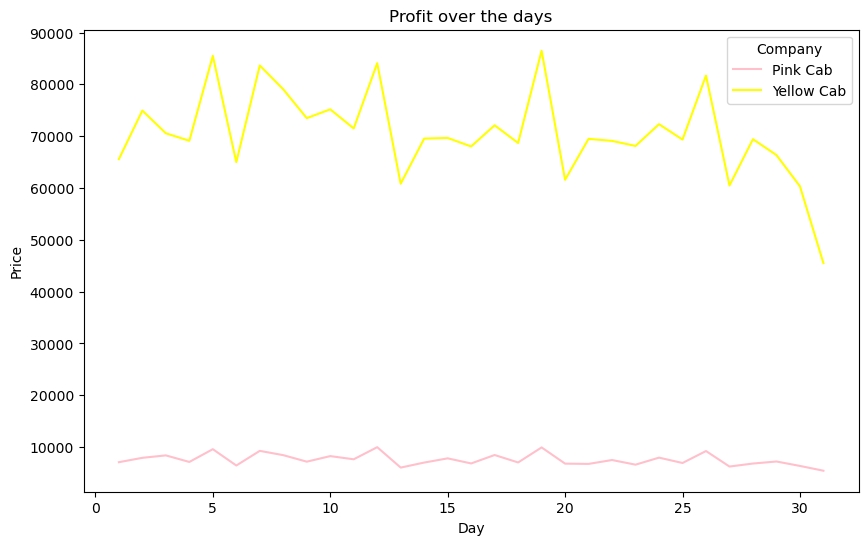 Profit over the days
Company
Pink Cab
Yellow Cab
Price
90000
80000
70000
60000
50000
40000
30000
20000
10000
0 5 10 15 20 25 30
Day